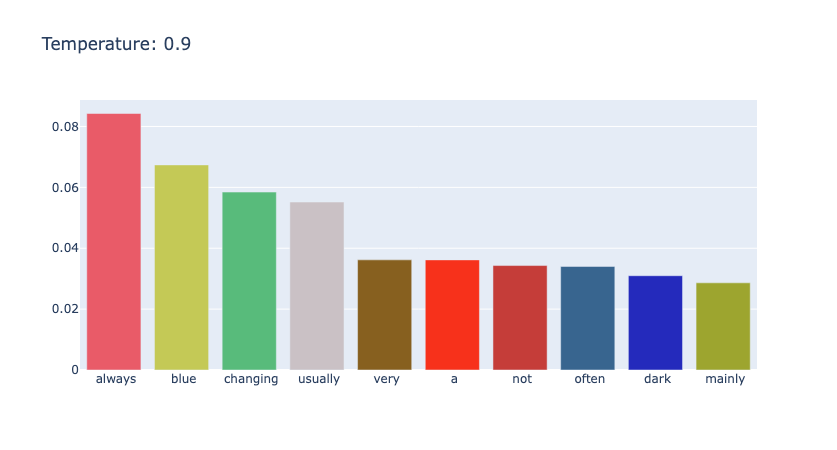 Temperature: 0.9
0.08
0.06
0.04
0.02
0
always blue changing usually very a not often dark mainly